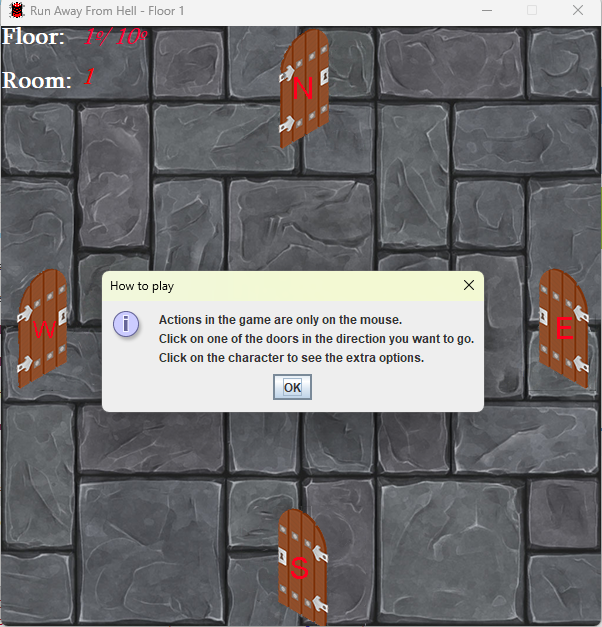 Run Away From Hell - Floor 1
Floor: 1º/ 10º
Room: 1
N
W
E
How to play
Actions in the game are only on the mouse.
Click on one of the doors in the direction you want to go.
Click on the character to see the extra options.
OK
S